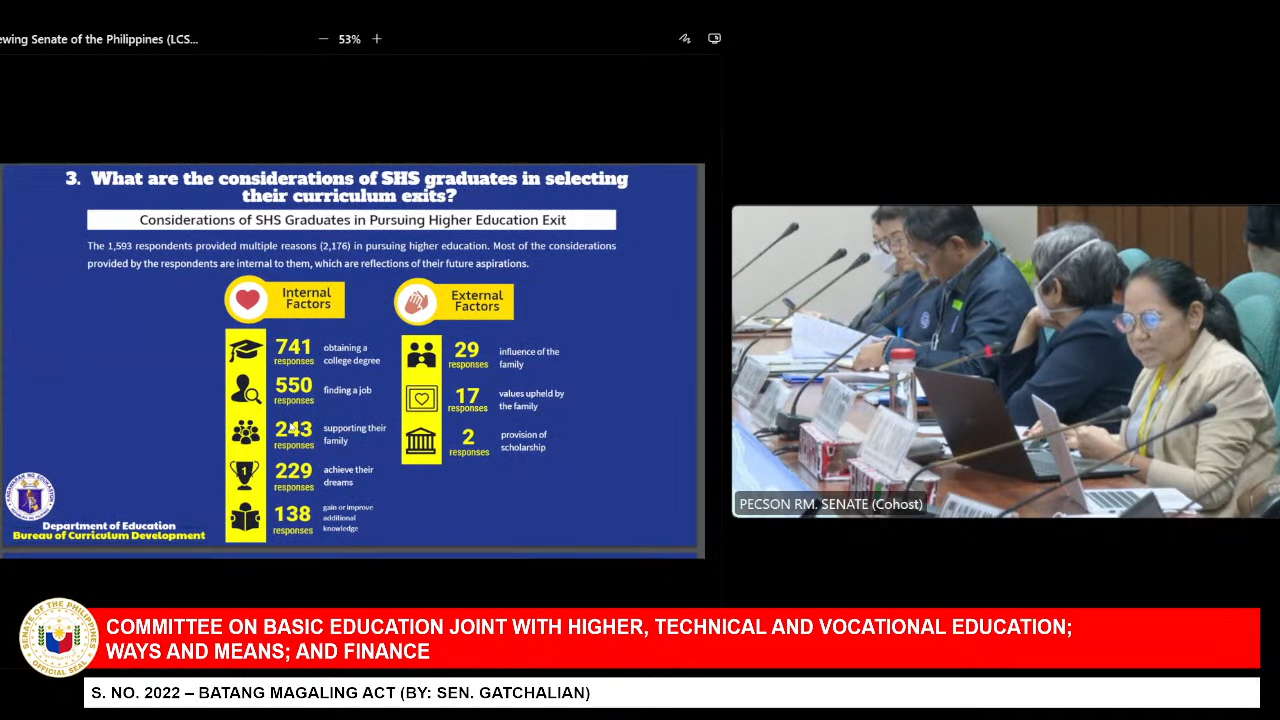 ewing Senate of the Philippines (LCS...
53%
3. What are the considerations of SHS graduates in selecting
their curriculum exits?
Considerations of SHS Graduates in Pursuing Higher Education Exit
The 1,593 respondents provided multiple reasons (2,176) in pursuing higher education. Most of the considerations
provided by the respondents are internal to them, which are reflections of their future aspirations.
Internal
Factors
741
responses
obtaining a
college degree
550
responses
finding a job
243
responses
supporting their
family
229
responses
achieve their
dreams
138
responses
gain or improve
additional
knowledge
External
Factors
29
responses
influence of the
family
17
responses
values upheld by
the family
2
responses
provision of
scholarship
Department of Education
Bureau of Curriculum Development
PECSON RM. SENATE (Cohost)
SENATE OF THE PHILIPPINES
OFFICIAL SEAL
COMMITTEE ON BASIC EDUCATION JOINT WITH HIGHER, TECHNICAL AND VOCATIONAL EDUCATION;
WAYS AND MEANS; AND FINANCE
S. NO. 2022 – BATANG MAGALING ACT (BY: SEN. GATCHALIAN)